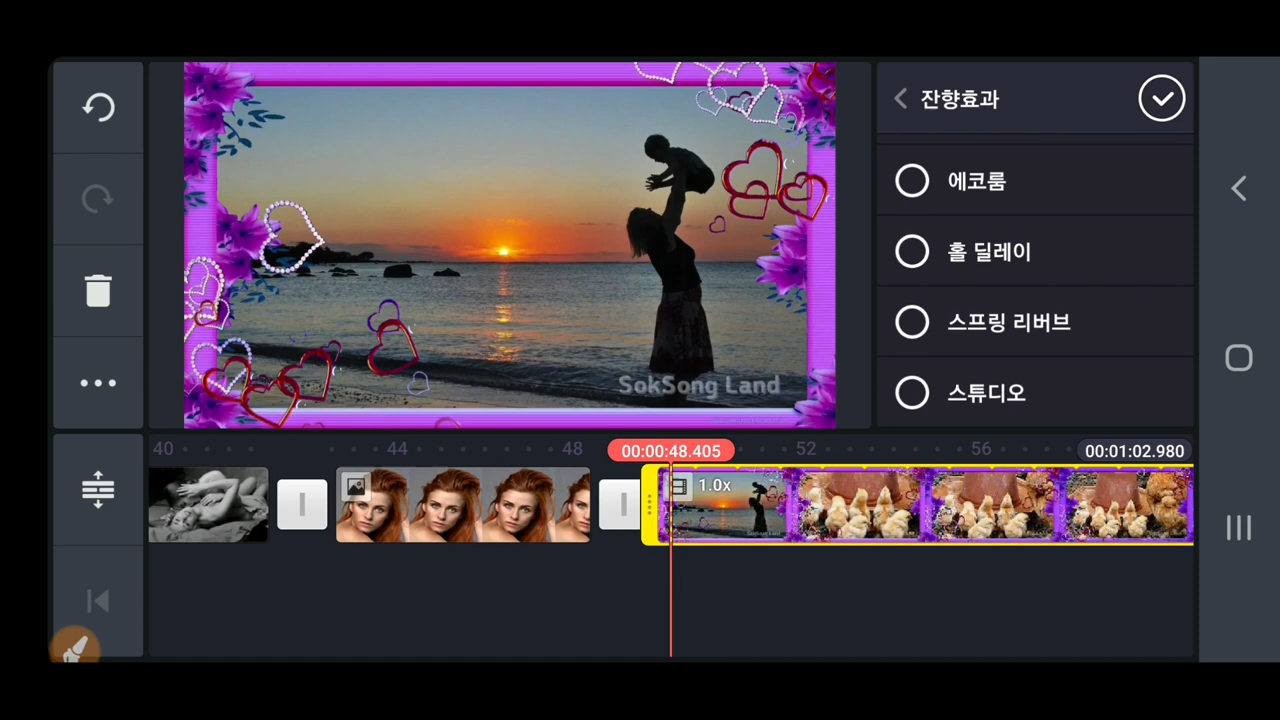 잔향효과
에코룸
홀 딜레이
스프링 리버브
스튜디오
SokSong Land
40
44
48
00:00:48.405
52
56
00:01:02.980
1.0x